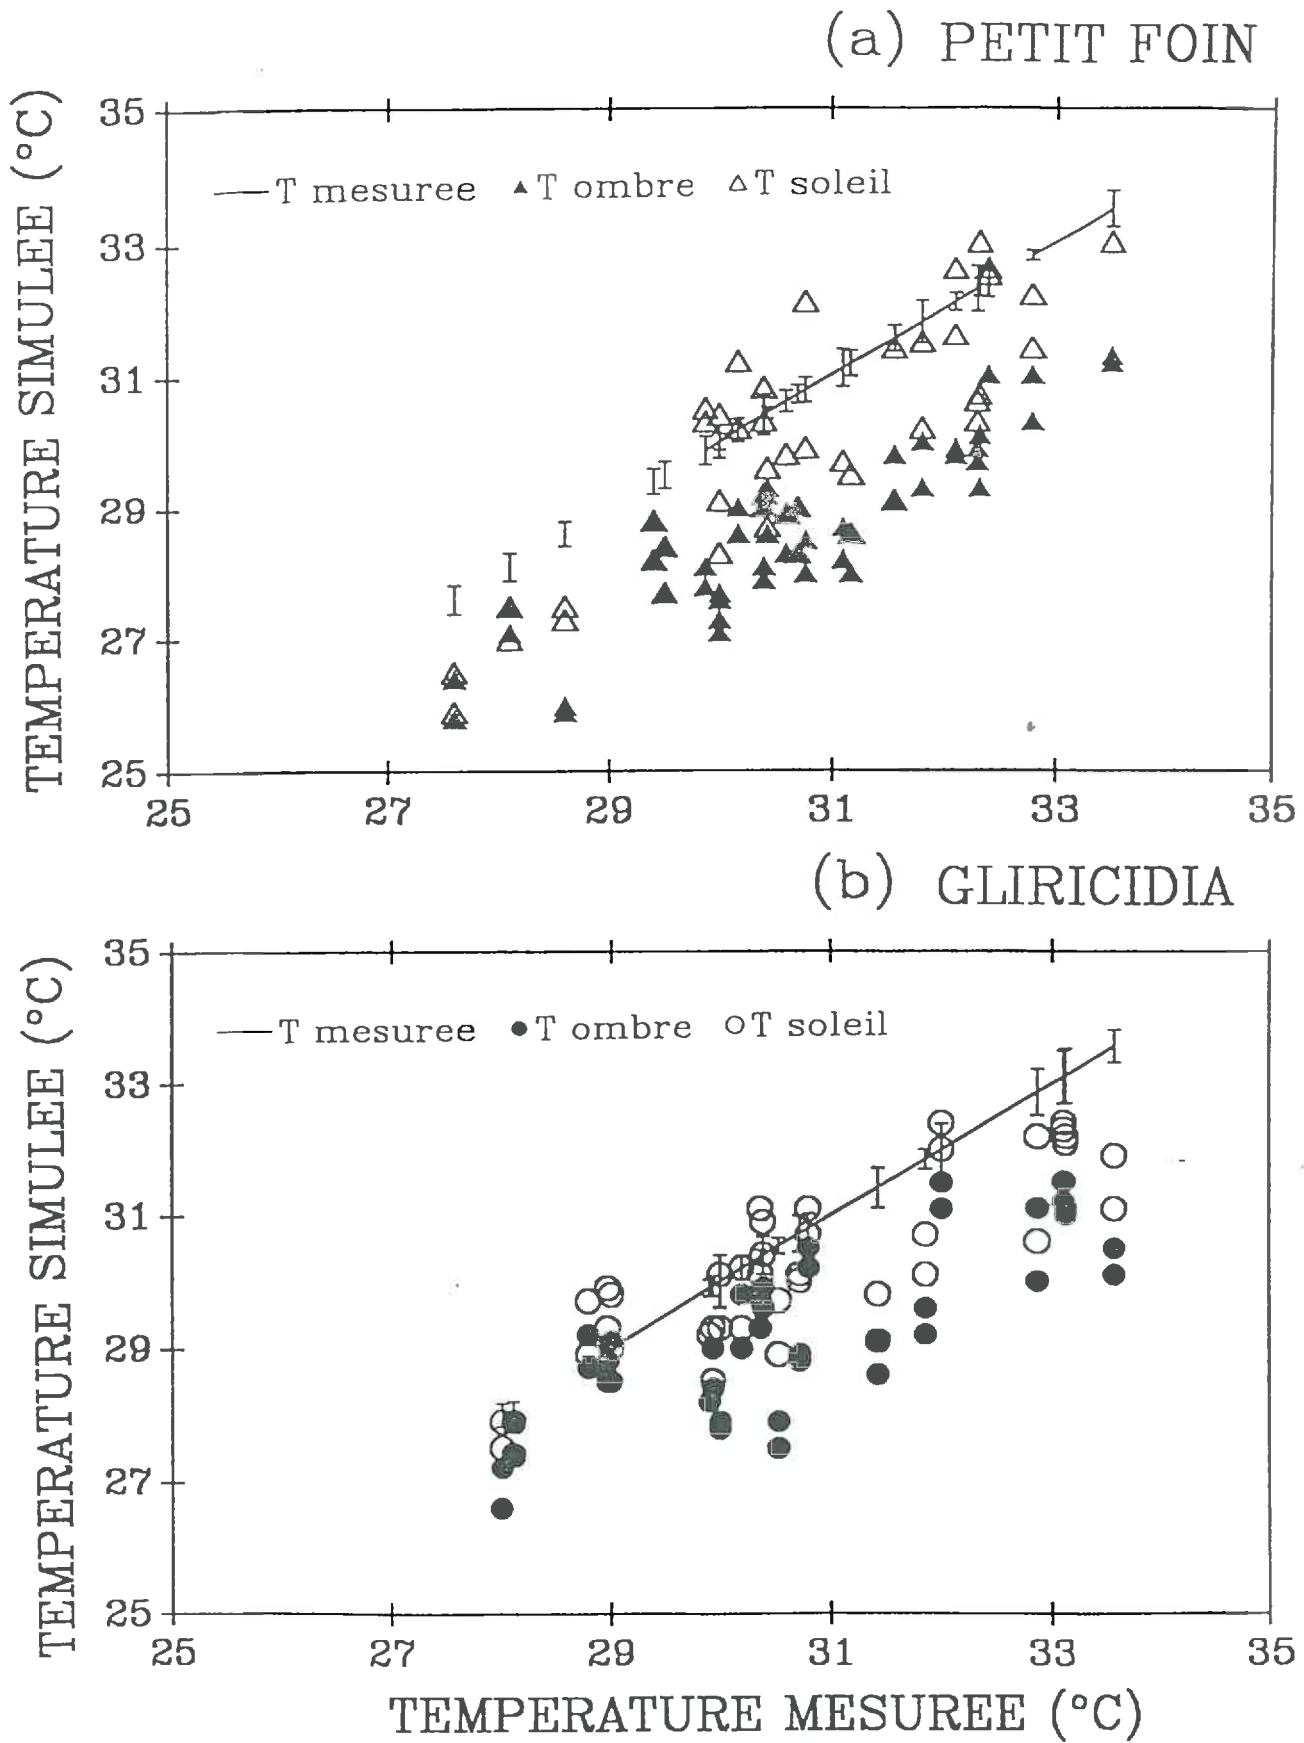 (a) PETIT FOIN
TEMPERATURE SIMULEE (°C)
35
T mesuree T ombre T soleil
33
31
29
27
25
25 27 29 31 33 35
(b) GLIRICIDIA
TEMPERATURE SIMULEE (°C)
35
T mesuree T ombre T soleil
33
31
29
27
25
25 27 29 31 33 35
TEMPERATURE MESUREE (°C)